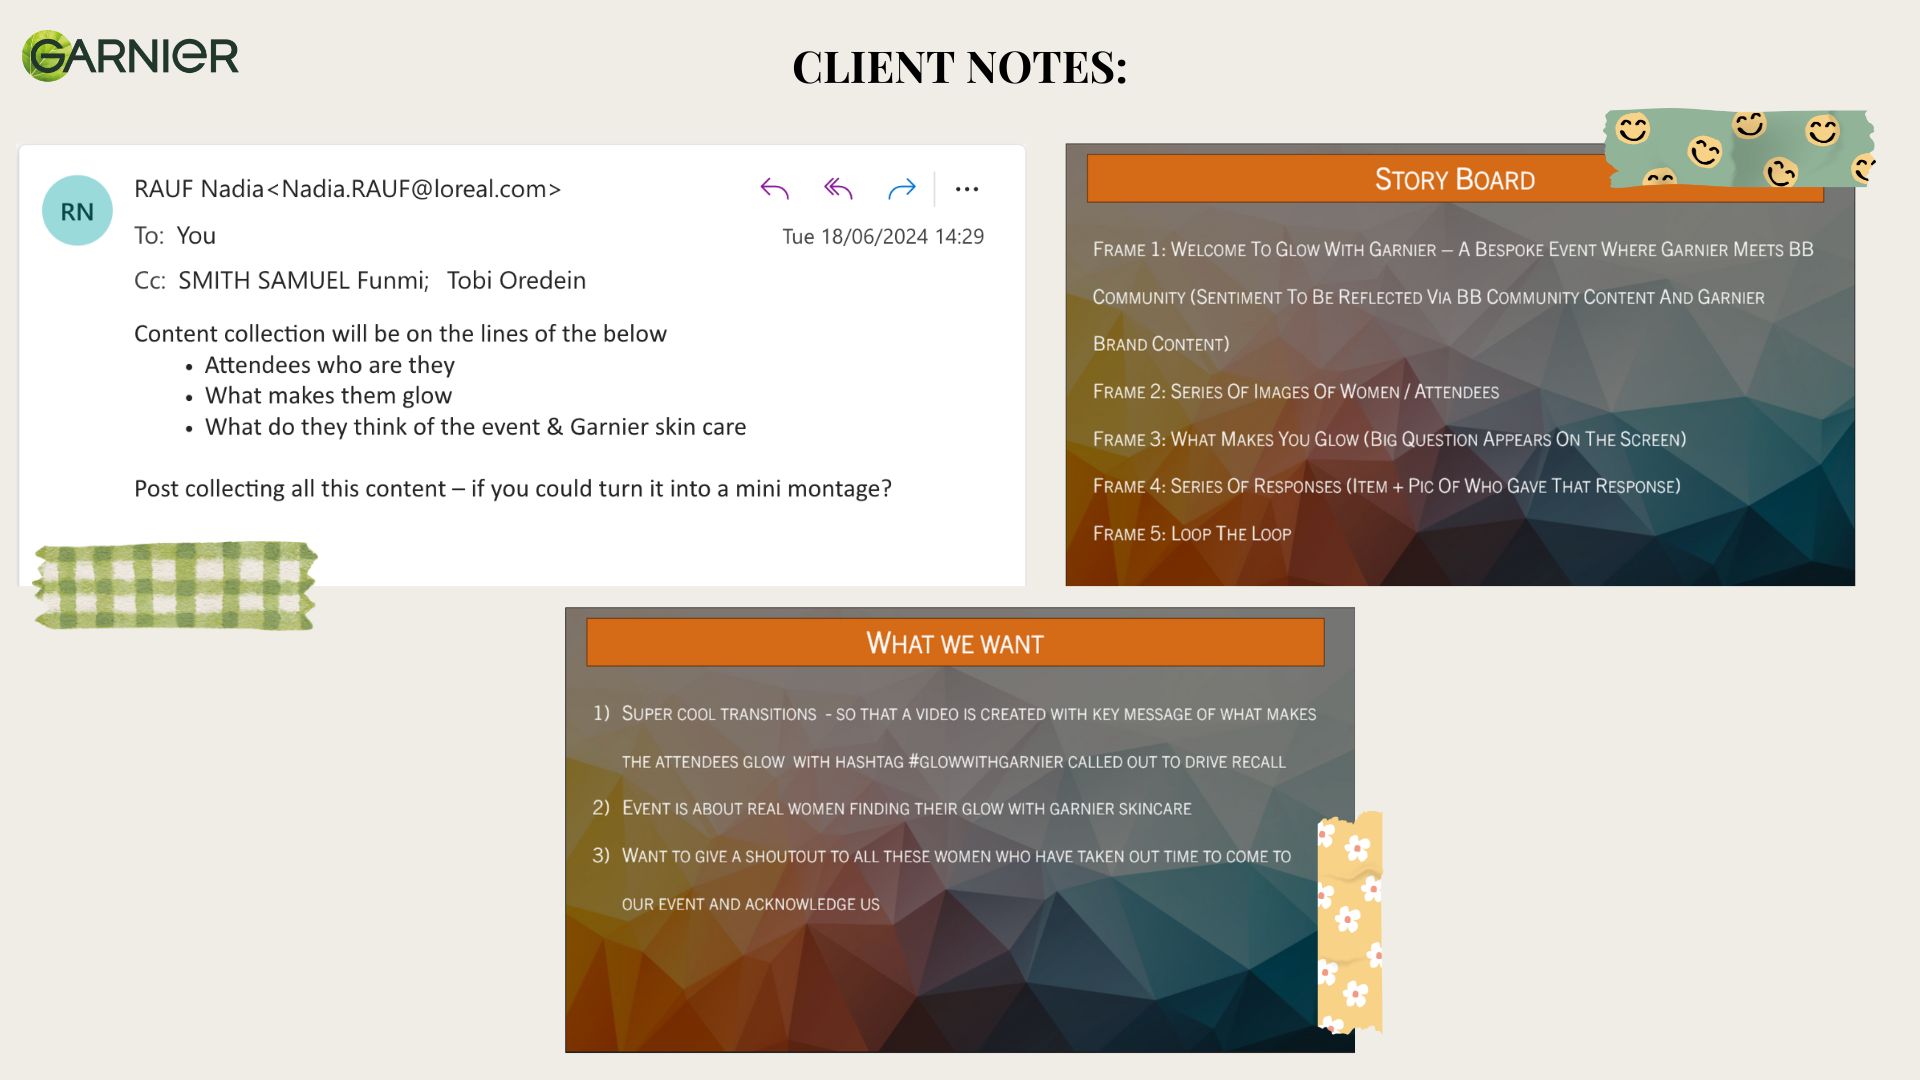 GARNIER
CLIENT NOTES:
RN
RAUF Nadia<Nadia.RAUF@loreal.com>
To: You
Tue 18/06/2024 14:29
Cc: SMITH SAMUEL Funmi; Tobi Oredein
Content collection will be on the lines of the below
• Attendees who are they
• What makes them glow
• What do they think of the event & Garnier skin care
Post collecting all this content – if you could turn it into a mini montage?
STORY BOARD
FRAME 1: WELCOME TO GLOW WITH GARNIER – A BESPOKE EVENT WHERE GARNIER MEETS BB
COMMUNITY (SENTIMENT TO BE REFLECTED VIA BB COMMUNITY CONTENT AND GARNIER
BRAND CONTENT)
FRAME 2: SERIES OF IMAGES OF WOMEN / ATTENDEES
FRAME 3: WHAT MAKES YOU GLOW (BIG QUESTION APPEARS ON THE SCREEN)
FRAME 4: SERIES OF RESPONSES (ITEM + PIC OF WHO GAVE THAT RESPONSE)
FRAME 5: LOOP THE LOOP
WHAT WE WANT
1) SUPER COOL TRANSITIONS - SO THAT A VIDEO IS CREATED WITH KEY MESSAGE OF WHAT MAKES
THE ATTENDEES GLOW WITH HASHTAG #GLOWWITHGARNIER CALLED OUT TO DRIVE RECALL
2) EVENT IS ABOUT REAL WOMEN FINDING THEIR GLOW WITH GARNIER SKINCARE
3) WANT TO GIVE A SHOUTOUT TO ALL THESE WOMEN WHO HAVE TAKEN OUT TIME TO COME TO
OUR EVENT AND ACKNOWLEDGE US